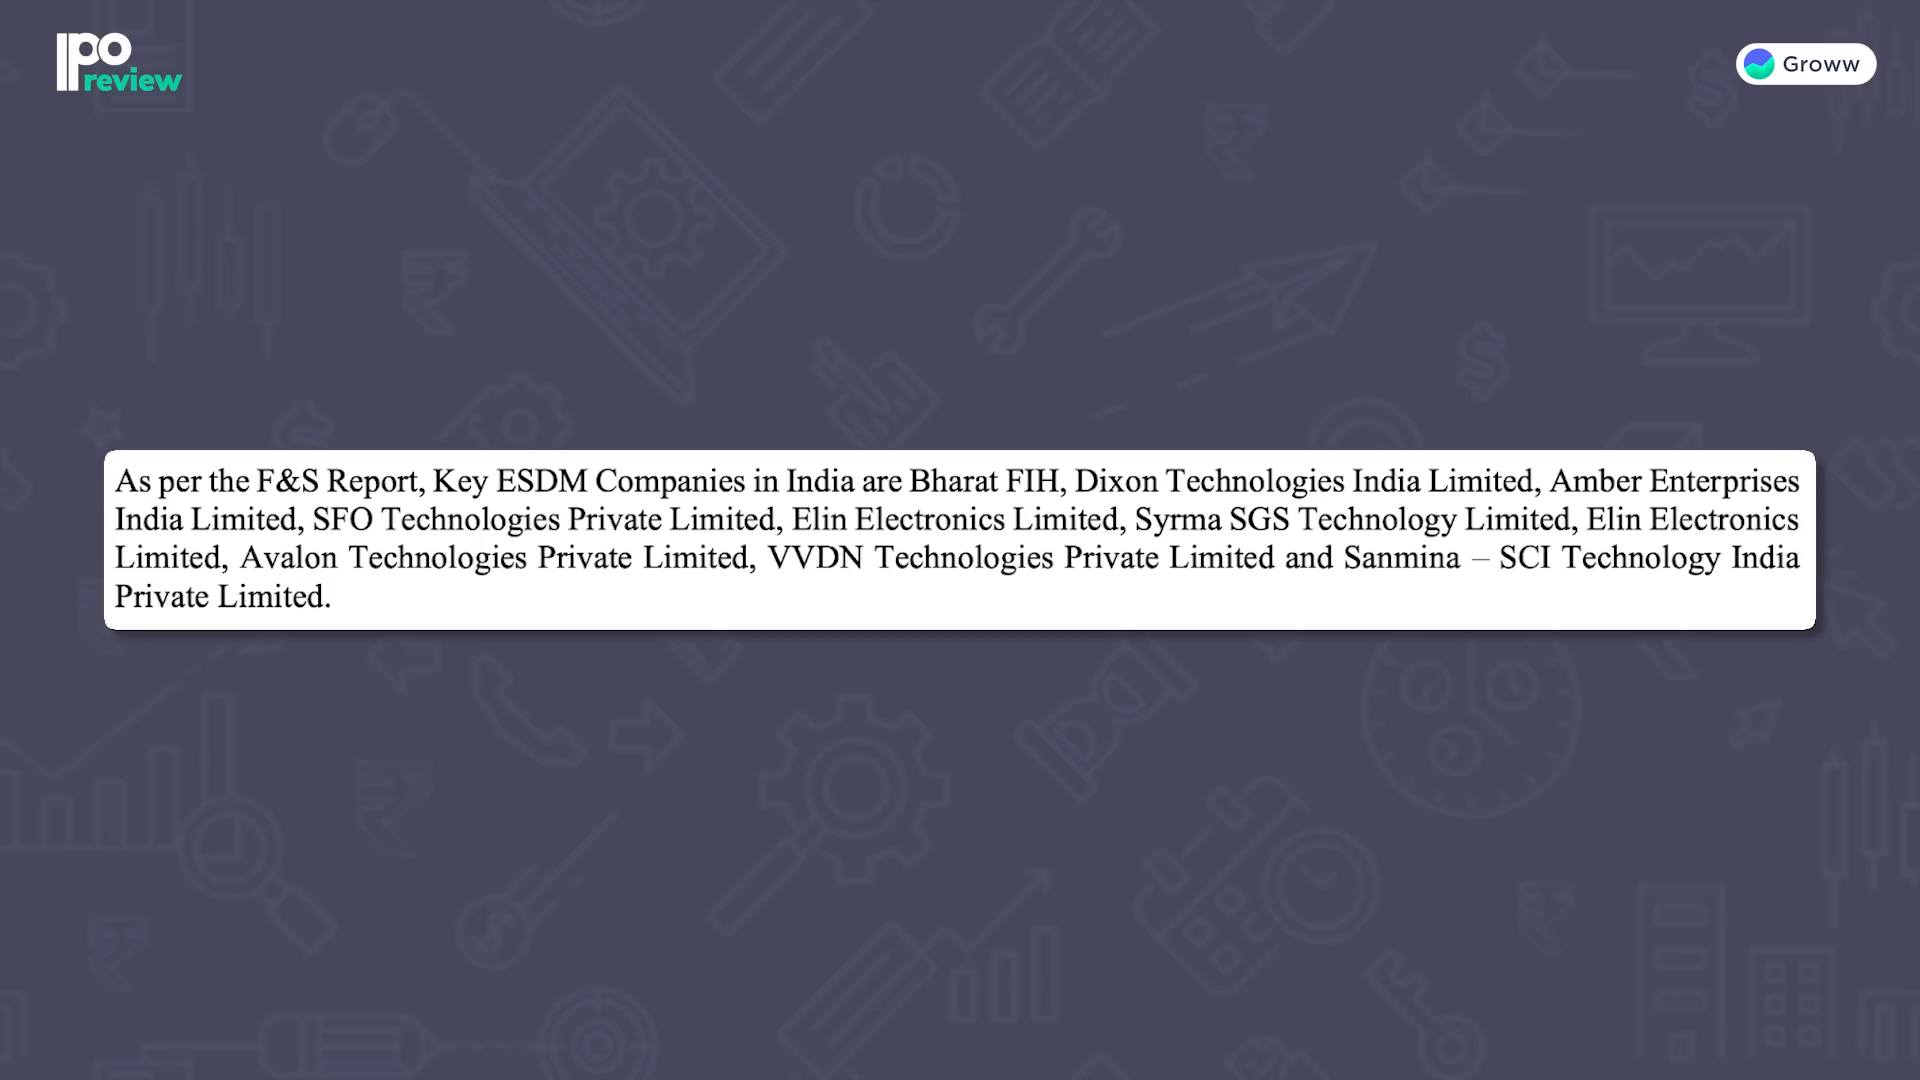 IPO
review
Groww
As per the F&S Report, Key ESDM Companies in India are Bharat FIH, Dixon Technologies India Limited, Amber Enterprises
India Limited, SFO Technologies Private Limited, Elin Electronics Limited, Syrma SGS Technology Limited, Elin Electronics
Limited, Avalon Technologies Private Limited, VVDN Technologies Private Limited and Sanmina – SCI Technology India
Private Limited.